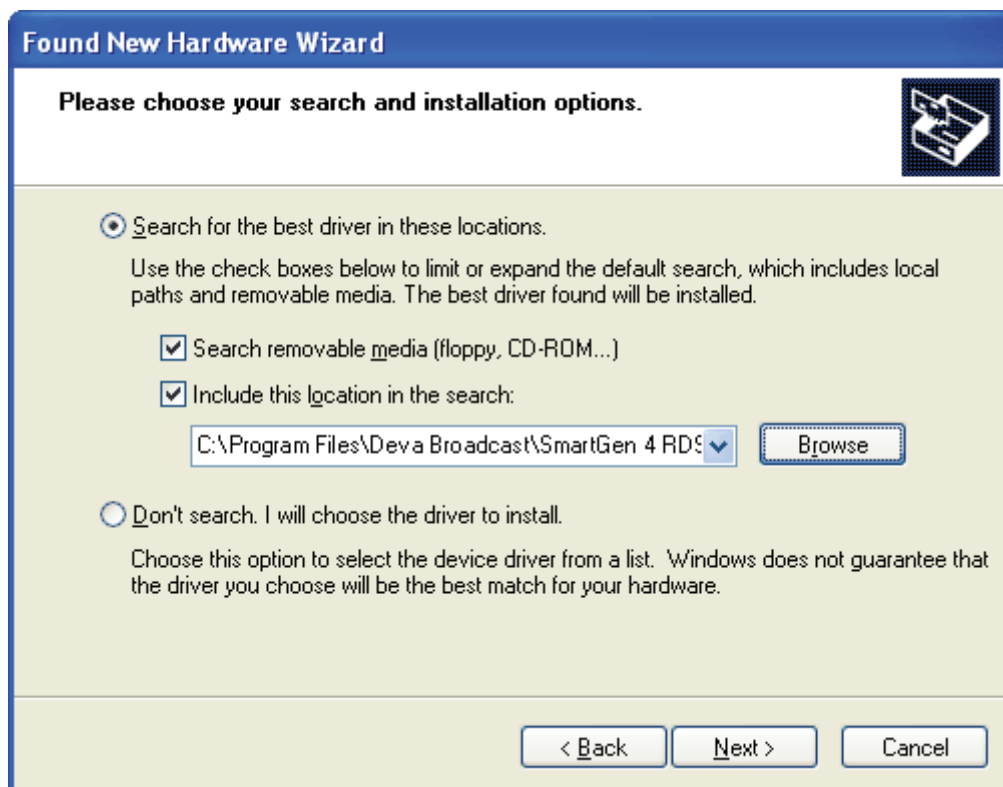 Found New Hardware Wizard
Please choose your search and installation options.
Search for the best driver in these locations.
Use the check boxes below to limit or expand the default search, which includes local
paths and removable media. The best driver found will be installed.
Search removable media (floppy, CD-ROM...)
Include this location in the search:
C:\Program Files\Deva Broadcast\SmartGen 4 RDS
Browse
Don't search. I will choose the driver to install.
Choose this option to select the device driver from a list. Windows does not guarantee that
the driver you choose will be the best match for your hardware.
< Back
Next >
Cancel